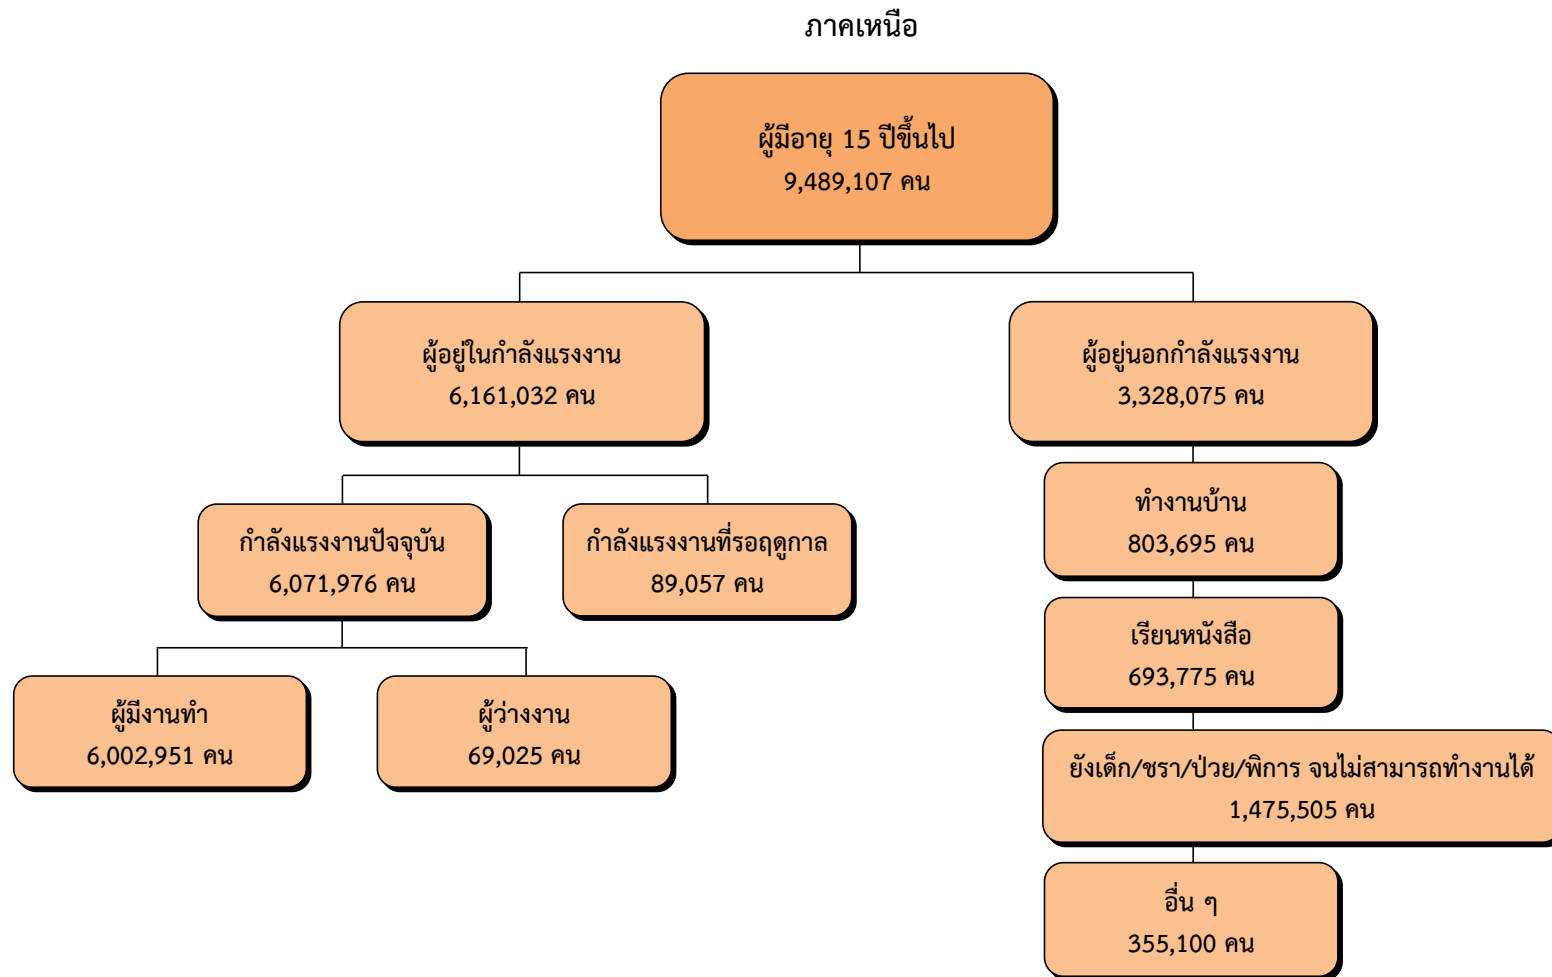 ภาคเหนือ
ผู้มีอายุ 15 ปีขึ้นไป
9,489,107 คน
ผู้อยู่ในกำลังแรงงาน
6,161,032 คน
ผู้อยู่นอกกำลังแรงงาน
3,328,075 คน
กำลังแรงงานปัจจุบัน
6,071,976 คน
กำลังแรงงานที่รอฤดูกาล
89,057 คน
ผู้มีงานทำ
6,002,951 คน
ผู้ว่างงาน
69,025 คน
ทำงานบ้าน
803,695 คน
เรียนหนังสือ
693,775 คน
ยังเด็ก/ชรา/ป่วย/พิการ จนไม่สามารถทำงานได้
1,475,505 คน
อื่น ๆ
355,100 คน